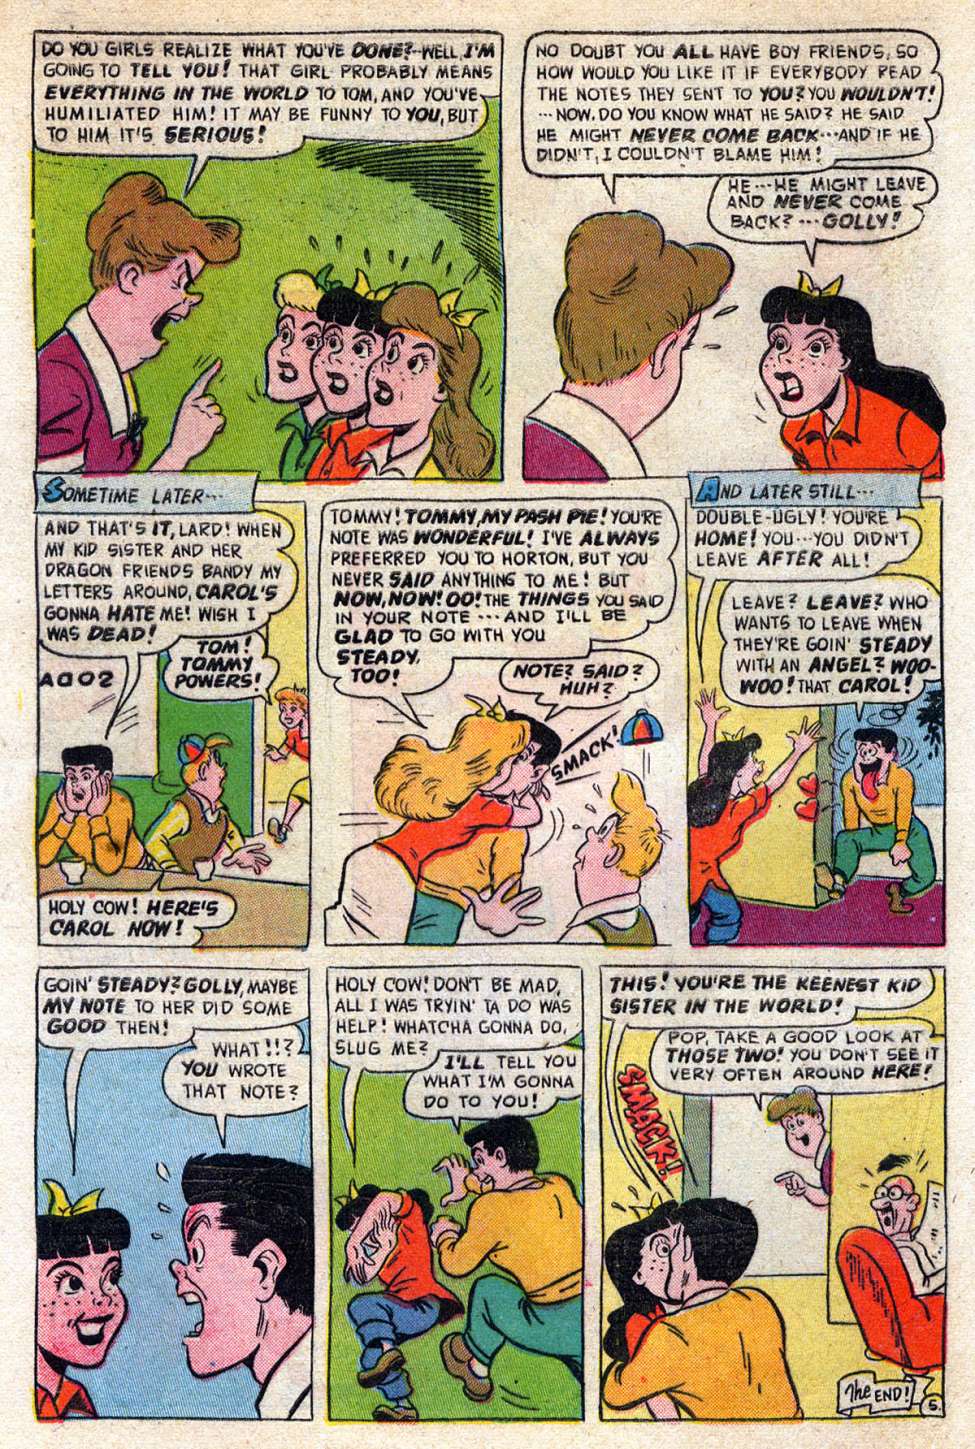 DO YOU GIRLS REALIZE WHAT YOU'VE DONE?--WELL, I'M
GOING TO TELL YOU! THAT GIRL PROBABLY MEANS
EVERYTHING IN THE WORLD TO TOM, AND YOU'VE
HUMILIATED HIM! IT MAY BE FUNNY TO YOU, BUT
TO HIM IT'S SERIOUS!
NO DOUBT YOU ALL HAVE BOY FRIENDS, SO
HOW WOULD YOU LIKE IT IF EVERYBODY READ
THE NOTES THEY SENT TO YOU? YOU WOULDN'T!
...NOW, DO YOU KNOW WHAT HE SAID? HE SAID
HE MIGHT NEVER COME BACK...AND IF HE
DIDN'T, I COULDN'T BLAME HIM!
HE...HE MIGHT LEAVE
AND NEVER COME
BACK?...GOLLY!
SOMETIME LATER...
AND THAT'S IT, LARD! WHEN
MY KID SISTER AND HER
DRAGON FRIENDS BANDY MY
LETTERS AROUND, CAROL'S
GONNA HATE ME! WISH I
WAS DEAD!
TOM!
TOMMY
POWERS!
SODA
HOLY COW! HERE'S
CAROL NOW!
TOMMY! TOMMY, MY PASH PIE! YOU'RE
NOTE WAS WONDERFUL! I'VE ALWAYS
PREFERRED YOU TO HORTON, BUT YOU
NEVER SAID ANYTHING TO ME! BUT
NOW, NOW! OO! THE THINGS YOU SAID
IN YOUR NOTE ... AND I'LL BE
GLAD TO GO WITH YOU
STEADY,
TOO!
NOTE? SAID?
HUH?
SMACK!
AND LATER STILL...
DOUBLE-UGLY! YOU'RE
HOME! YOU...YOU DIDN'T
LEAVE AFTER ALL!
LEAVE? LEAVE? WHO
WANTS TO LEAVE WHEN
THEY'RE GOIN' STEADY
WITH AN ANGEL? WOO-
WOO! THAT CAROL!
GOIN' STEADY? GOLLY, MAYBE
MY NOTE TO HER DID SOME
GOOD THEN!
WHAT!!?
YOU WROTE
THAT NOTE?
HOLY COW! DON'T BE MAD,
ALL I WAS TRYIN' TA DO WAS
HELP! WHATCHA GONNA DO,
SLUG ME?
I'LL TELL YOU
WHAT I'M GONNA
DO TO YOU!
THIS! YOU'RE THE KEENEST KID
SISTER IN THE WORLD!
POP, TAKE A GOOD LOOK AT
THOSE TWO! YOU DON'T SEE IT
VERY OFTEN AROUND HERE!
SMACK!
The END!
5.